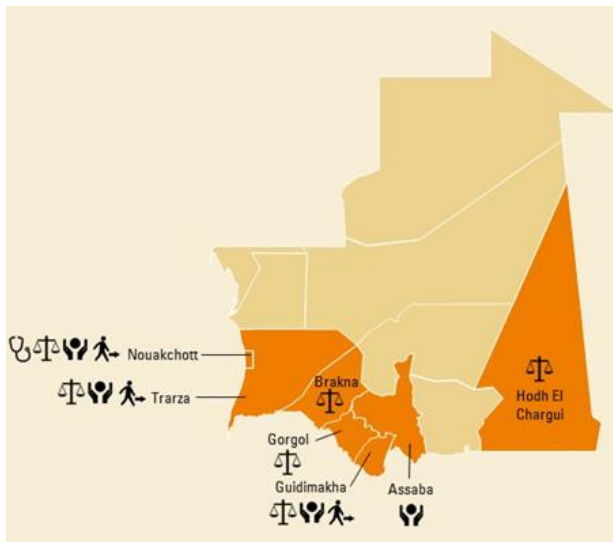 Nouakchott
Trarza
Brakna
Hodh El
Chargui
Gorgol
Guidimakha
Assaba